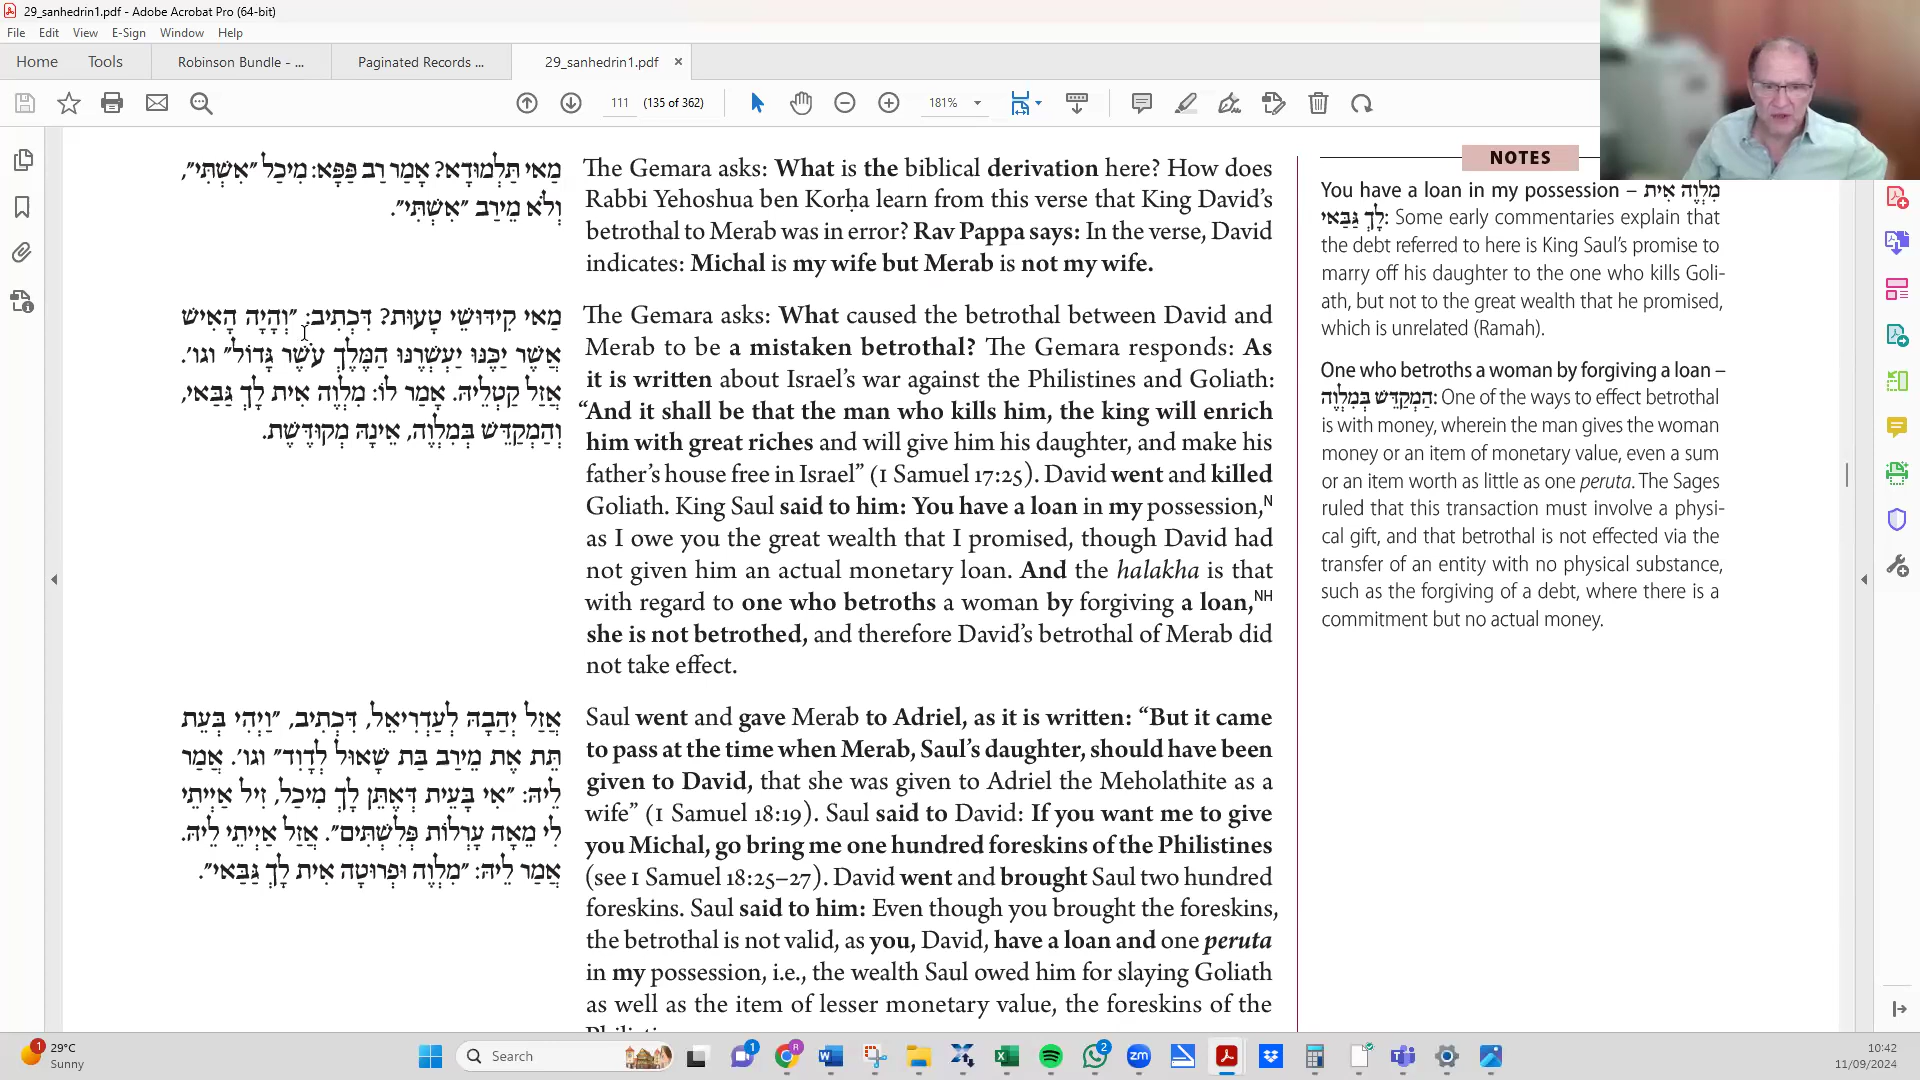 29_sanhedrin1.pdf - Adobe Acrobat Pro (64-bit)
File Edit View E-Sign Window Help
Home Tools Robinson Bundle - ... Paginated Records ... 29_sanhedrin1.pdf ×
111 (135 of 362) 181%
מַאי תַּלְמוּדָא? אָמַר רַב פַּפָּא: מִיכַל ״אִשְׁתִּי״,
וְלֹא מֵירַב ״אִשְׁתִּי״.
The Gemara asks: What is the biblical derivation here? How does
Rabbi Yehoshua ben Korḥa learn from this verse that King David's
betrothal to Merab was in error? Rav Pappa says: In the verse, David
indicates: Michal is my wife but Merab is not my wife.
מַאי קִידּוּשֵׁי טָעוּת? דִּכְתִיב: ״וְהָיָה הָאִישׁ
אֲשֶׁר יַכֶּנּוּ יַעְשְׁרֶנּוּ הַמֶּלֶךְ עֹשֶׁר גָּדוֹל״ וגו׳.
אֲזַל קַטְלֵיהּ. אָמַר לוֹ: מִלְוֶה אִית לָךְ גַּבַּאי,
וְהַמְקַדֵּשׁ בְּמִלְוֶה, אֵינָהּ מְקוּדֶּשֶׁת.
The Gemara asks: What caused the betrothal between David and
Merab to be a mistaken betrothal? The Gemara responds: As
it is written about Israel's war against the Philistines and Goliath:
“And it shall be that the man who kills him, the king will enrich
him with great riches and will give him his daughter, and make his
father's house free in Israel” (I Samuel 17:25). David went and killed
Goliath. King Saul said to him: You have a loan in my possession,N
as I owe you the great wealth that I promised, though David had
not given him an actual monetary loan. And the halakha is that
with regard to one who betroths a woman by forgiving a loan,NH
she is not betrothed, and therefore David's betrothal of Merab did
not take effect.
אֲזַל יְהַבָהּ לְעַדְרִיאֵל, דִּכְתִיב, ״וַיְהִי בְּעֵת
תֵּת אֶת מֵירַב בַּת שָׁאוּל לְדָוִד״ וגו׳. אֲמַר
לֵיהּ: ״אִי בָּעֵית דְּאֶתֵּן לָךְ מִיכַל, זִיל אַיְיתִי
לִי מֵאָה עָרְלוֹת פְּלִשְׁתִּים״. אֲזַל אַיְיתִי לֵיהּ.
אֲמַר לֵיהּ: ״מִלְוֶה וּפְרוּטָה אִית לָךְ גַּבַּאי״.
Saul went and gave Merab to Adriel, as it is written: “But it came
to pass at the time when Merab, Saul's daughter, should have been
given to David, that she was given to Adriel the Meholathite as a
wife” (I Samuel 18:19). Saul said to David: If you want me to give
you Michal, go bring me one hundred foreskins of the Philistines
(see I Samuel 18:25–27). David went and brought Saul two hundred
foreskins. Saul said to him: Even though you brought the foreskins,
the betrothal is not valid, as you, David, have a loan and one peruta
in my possession, i.e., the wealth Saul owed him for slaying Goliath
as well as the item of lesser monetary value, the foreskins of the
NOTES
You have a loan in my possession – מִלְוֶה אִית
לָךְ גַּבַּאי: Some early commentaries explain that
the debt referred to here is King Saul's promise to
marry off his daughter to the one who kills Goli-
ath, but not to the great wealth that he promised,
which is unrelated (Ramah).
One who betroths a woman by forgiving a loan –
הַמְקַדֵּשׁ בְּמִלְוֶה: One of the ways to effect betrothal
is with money, wherein the man gives the woman
money or an item of monetary value, even a sum
or an item worth as little as one peruta. The Sages
ruled that this transaction must involve a physi-
cal gift, and that betrothal is not effected via the
transfer of an entity with no physical substance,
such as the forgiving of a debt, where there is a
commitment but no actual money.
1 29°C
Sunny
Search
1
R
2
zm
10:42
11/09/2024